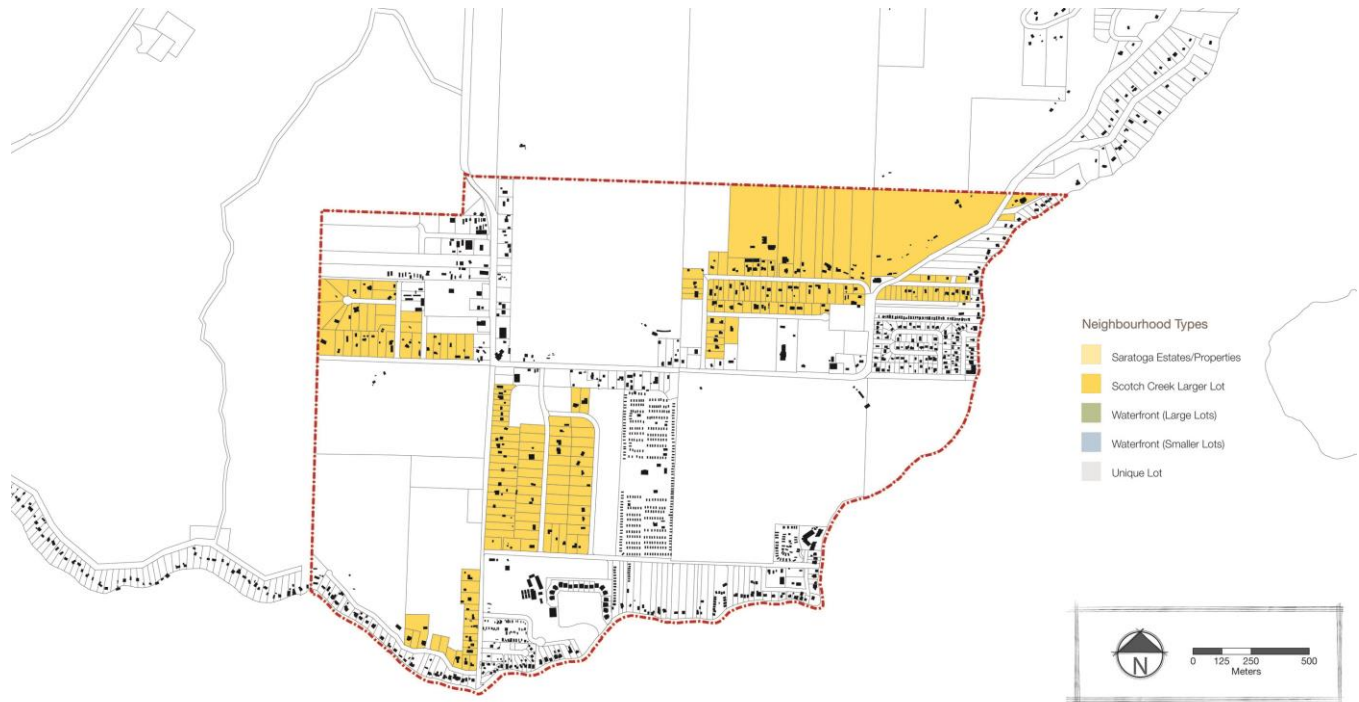 Neighbourhood Types
Saratoga Estates/Properties
Scotch Creek Larger Lot
Waterfront (Large Lots)
Waterfront (Smaller Lots)
Unique Lot
N
0 125 250 500
Meters